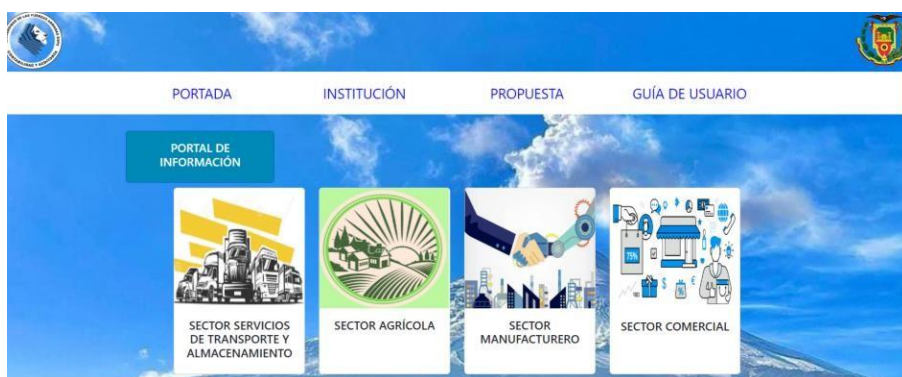 PORTADA
INSTITUCIÓN
PROPUESTA
GUÍA DE USUARIO
PORTAL DE
INFORMACIÓN
75%
SECTOR SERVICIOS
DE TRANSPORTE Y
ALMACENAMIENTO
SECTOR AGRÍCOLA
SECTOR
MANUFACTURERO
SECTOR COMERCIAL